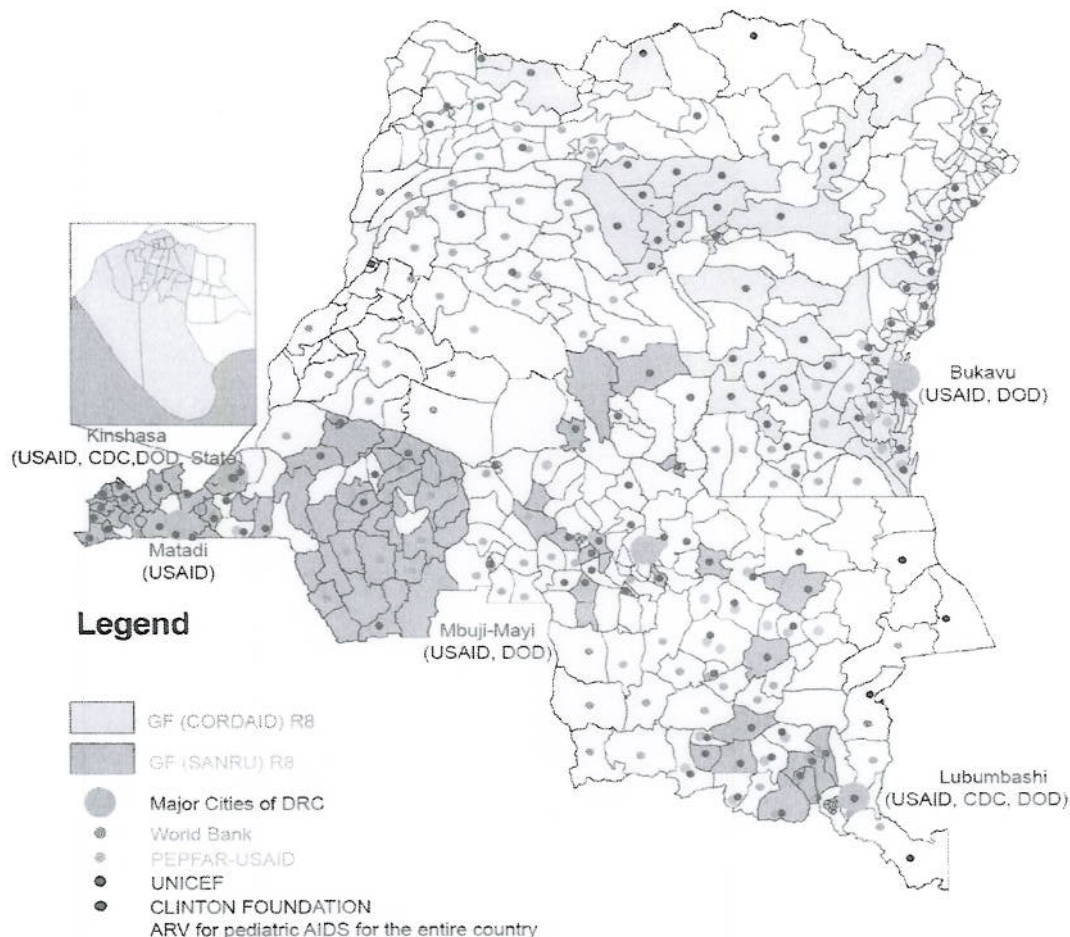 Bukavu
(USAID, DOD)
Kinshasa
(USAID, CDC,DOD, State)
Matadi
(USAID)
Legend
Mbuji-Mayi
(USAID, DOD)
GF (CORDAID) R8
GF (SANRU) R8
Major Cities of DRC
World Bank
PEPFAR-USAID
UNICEF
CLINTON FOUNDATION
ARV for pediatric AIDS for the entire country
Lubumbashi
(USAID, CDC, DOD)